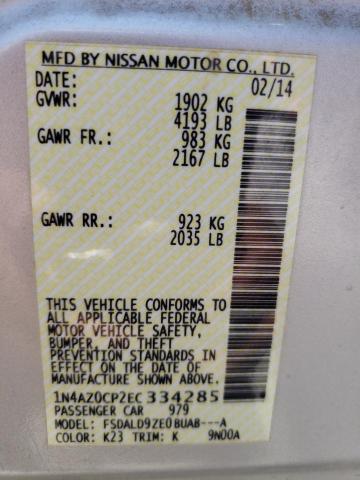 MFD BY NISSAN MOTOR CO., LTD.
DATE: 02/14
GVWR: 1902 KG
4193 LB
GAWR FR.: 983 KG
2167 LB
GAWR RR.: 923 KG
2035 LB
THIS VEHICLE CONFORMS TO
ALL APPLICABLE FEDERAL
MOTOR VEHICLE SAFETY,
BUMPER, AND THEFT
PREVENTION STANDARDS IN
EFFECT ON THE DATE OF
MANUFACTURE SHOWN ABOVE.
1N4AZ0CP2EC334285
PASSENGER CAR 979
MODEL: FSDALD9ZE0BUAB---A
COLOR: K23 TRIM: K 9N00A